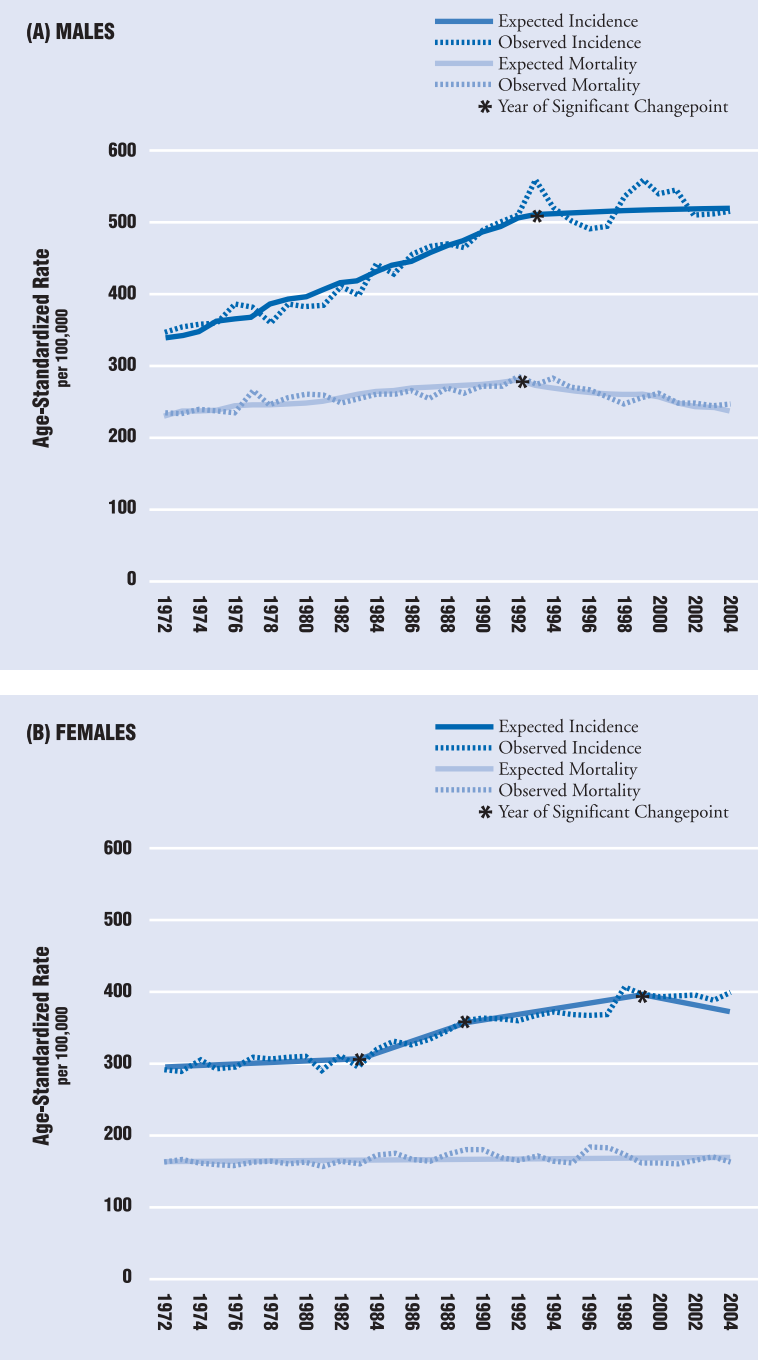 (A) MALES
Expected Incidence
Observed Incidence
Expected Mortality
Observed Mortality
* Year of Significant Changepoint
600
500
400
300
200
100
0
Age-Standardized Rate
per 100,000
1972 1974 1976 1978 1980 1982 1984 1986 1988 1990 1992 1994 1996 1998 2000 2002 2004
(B) FEMALES
Expected Incidence
Observed Incidence
Expected Mortality
Observed Mortality
* Year of Significant Changepoint
600
500
400
300
200
100
0
Age-Standardized Rate
per 100,000
1972 1974 1976 1978 1980 1982 1984 1986 1988 1990 1992 1994 1996 1998 2000 2002 2004